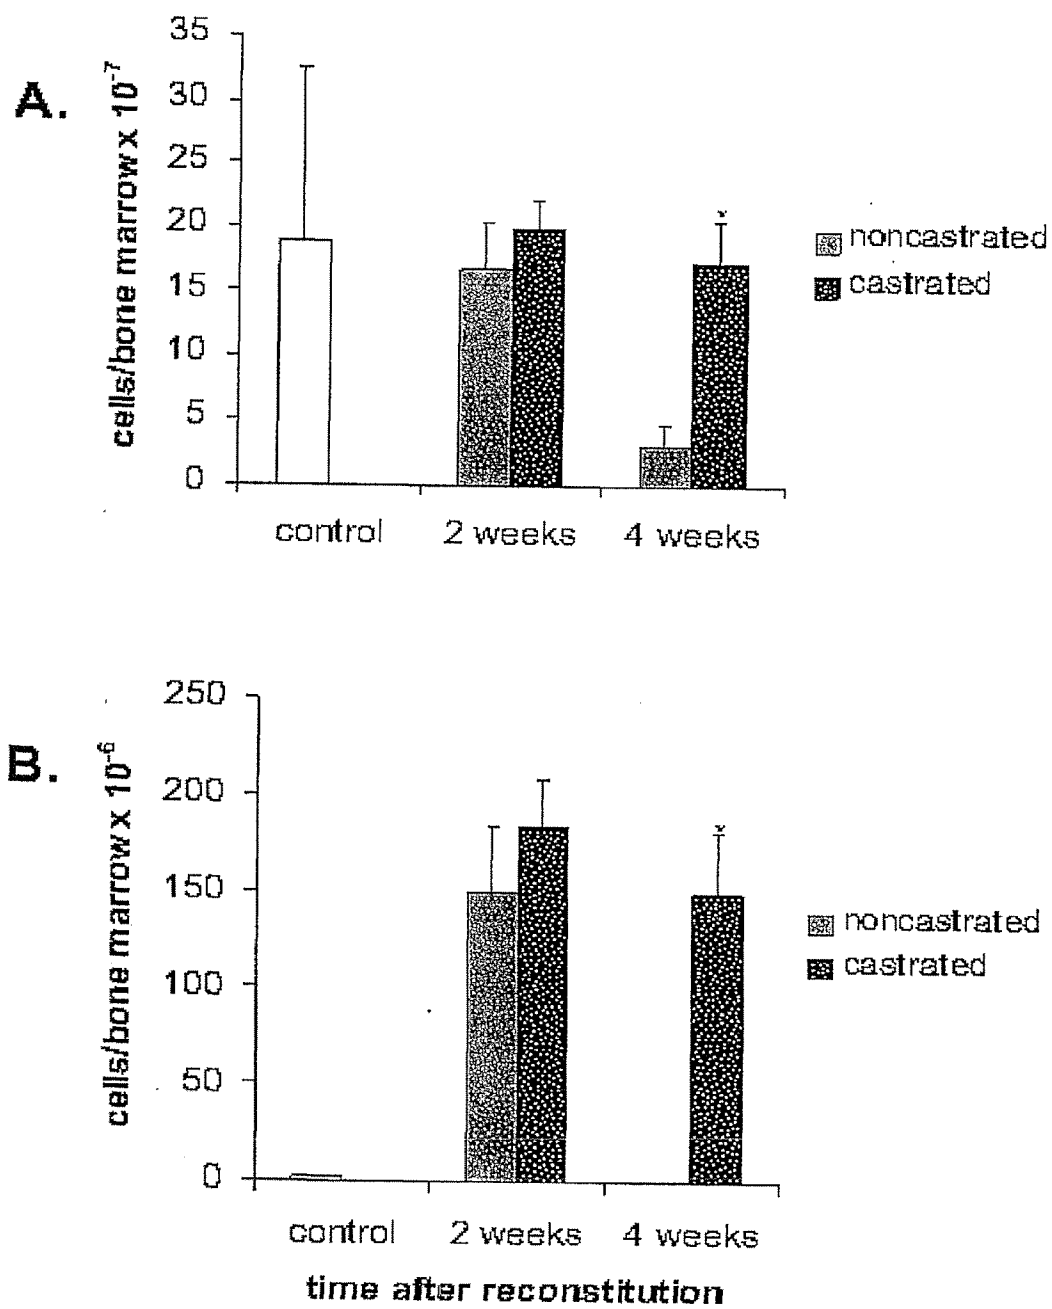 A.
cells/bone marrow x 10⁻⁷
35
30
25
20
15
10
5
0
*
control 2 weeks 4 weeks
noncastrated
castrated
B.
cells/bone marrow x 10⁻⁶
250
200
150
100
50
0
*
control 2 weeks 4 weeks
noncastrated
castrated
time after reconstitution